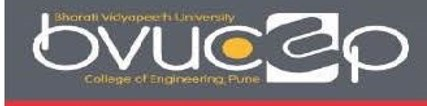 Bharati Vidyapeeth University
bvucoep
College of Engineering, Pune